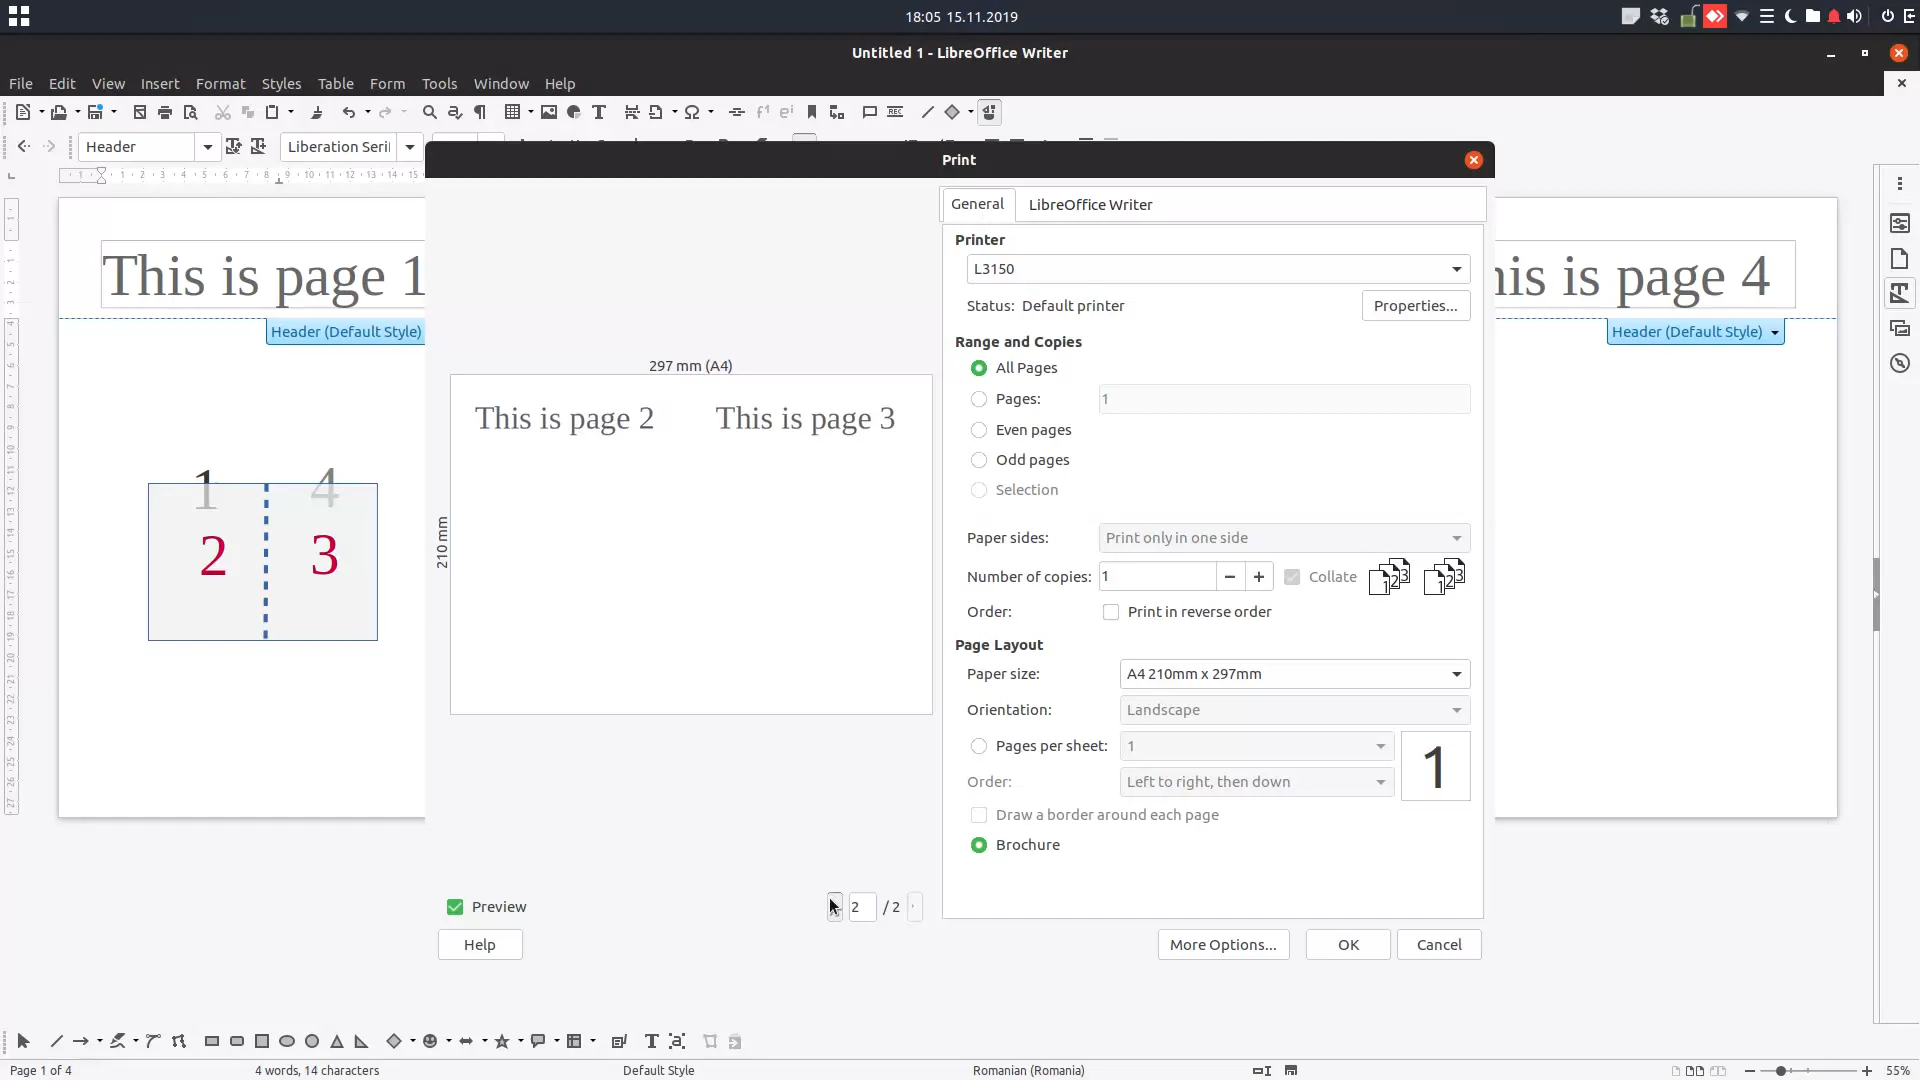 18:05 15.11.2019
Untitled 1 - LibreOffice Writer
File Edit View Insert Format Styles Table Form Tools Window Help
Header
Print
This is page 1
Header (Default Style)
1 4
2 3
297 mm (A4)
210 mm
This is page 2 This is page 3
Preview
2 / 2
Help
General LibreOffice Writer
Printer
L3150
Status: Default printer Properties...
Range and Copies
All Pages
Pages: 1
Even pages
Odd pages
Selection
Paper sides: Print only in one side
Number of copies: 1 Collate 1 2 3 1 2 3
Order: Print in reverse order
Page Layout
Paper size: A4 210mm x 297mm
Orientation: Landscape
Pages per sheet: 1
1
Order: Left to right, then down
Draw a border around each page
Brochure
More Options... OK Cancel
his is page 4
Header (Default Style)
Page 1 of 4 4 words, 14 characters Default Style Romanian (Romania) 55%